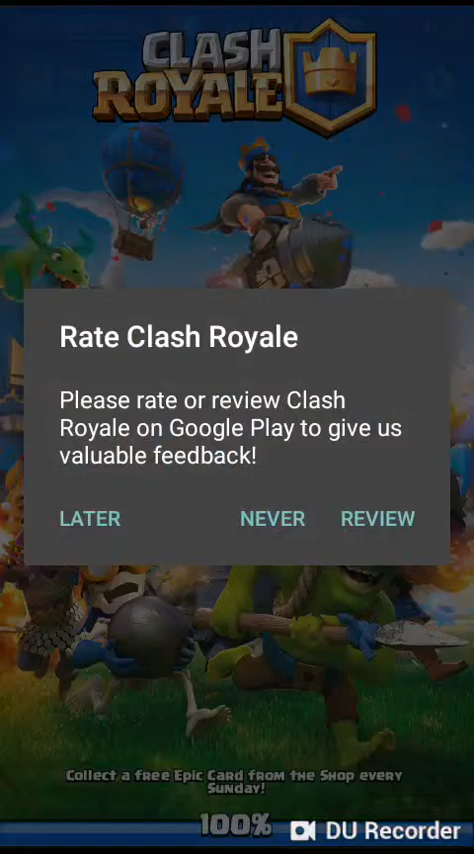 CLASH
ROYALE
Rate Clash Royale
Please rate or review Clash
Royale on Google Play to give us
valuable feedback!
LATER NEVER REVIEW
Collect a free Epic Card from the Shop every
Sunday!
100%
DU Recorder